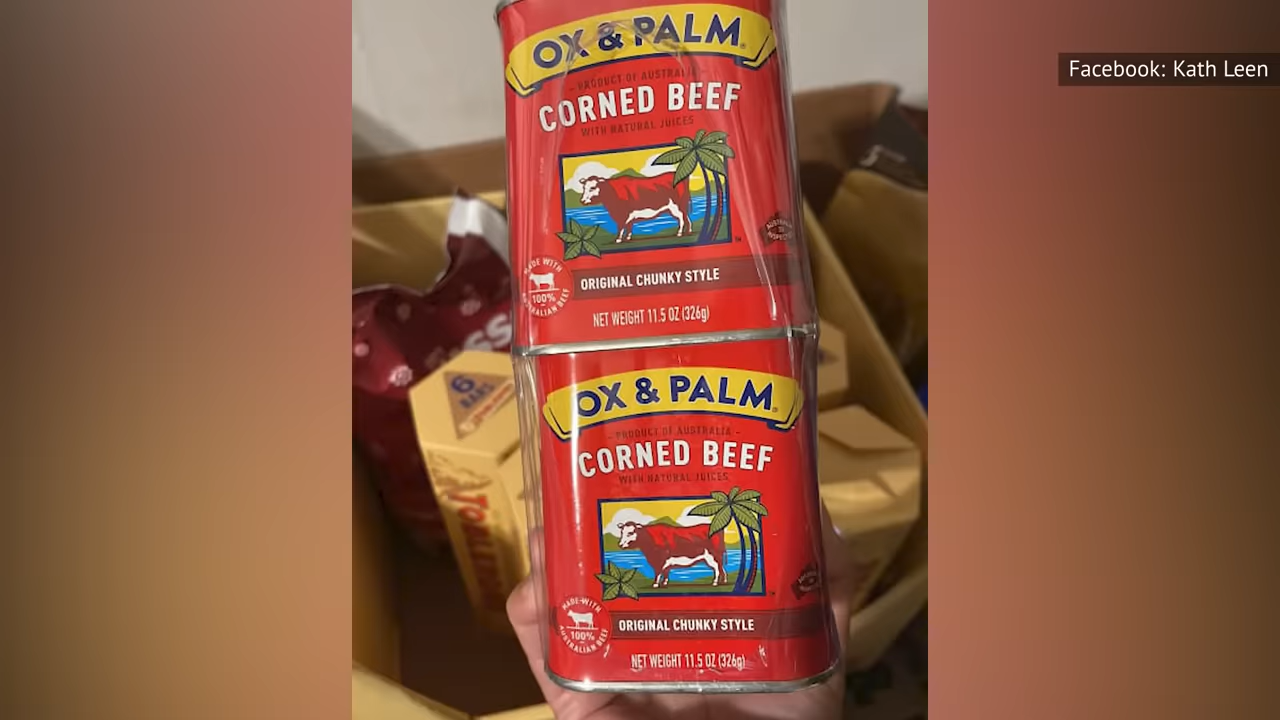 Facebook: Kath Leen
OX & PALM
PRODUCT OF AUSTRALIA
CORNED BEEF
WITH NATURAL JUICES
MADE WITH
100%
AUSTRALIAN BEEF
ORIGINAL CHUNKY STYLE
NET WEIGHT 11.5 OZ (326g)
6
BARS
TOBLERONE
OX & PALM
PRODUCT OF AUSTRALIA
CORNED BEEF
WITH NATURAL JUICES
MADE WITH
100%
AUSTRALIAN BEEF
ORIGINAL CHUNKY STYLE
NET WEIGHT 11.5 OZ (326g)